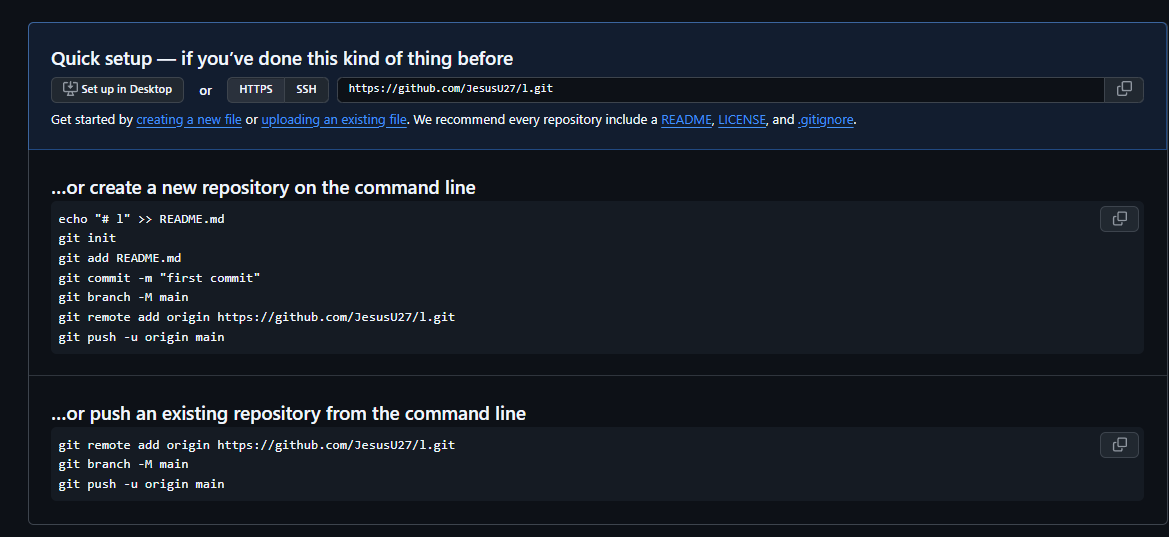 Quick setup — if you’ve done this kind of thing before
Set up in Desktop or HTTPS SSH https://github.com/JesusU27/l.git
Get started by creating a new file or uploading an existing file. We recommend every repository include a README, LICENSE, and .gitignore.
…or create a new repository on the command line
echo "# l" >> README.md
git init
git add README.md
git commit -m "first commit"
git branch -M main
git remote add origin https://github.com/JesusU27/l.git
git push -u origin main
…or push an existing repository from the command line
git remote add origin https://github.com/JesusU27/l.git
git branch -M main
git push -u origin main